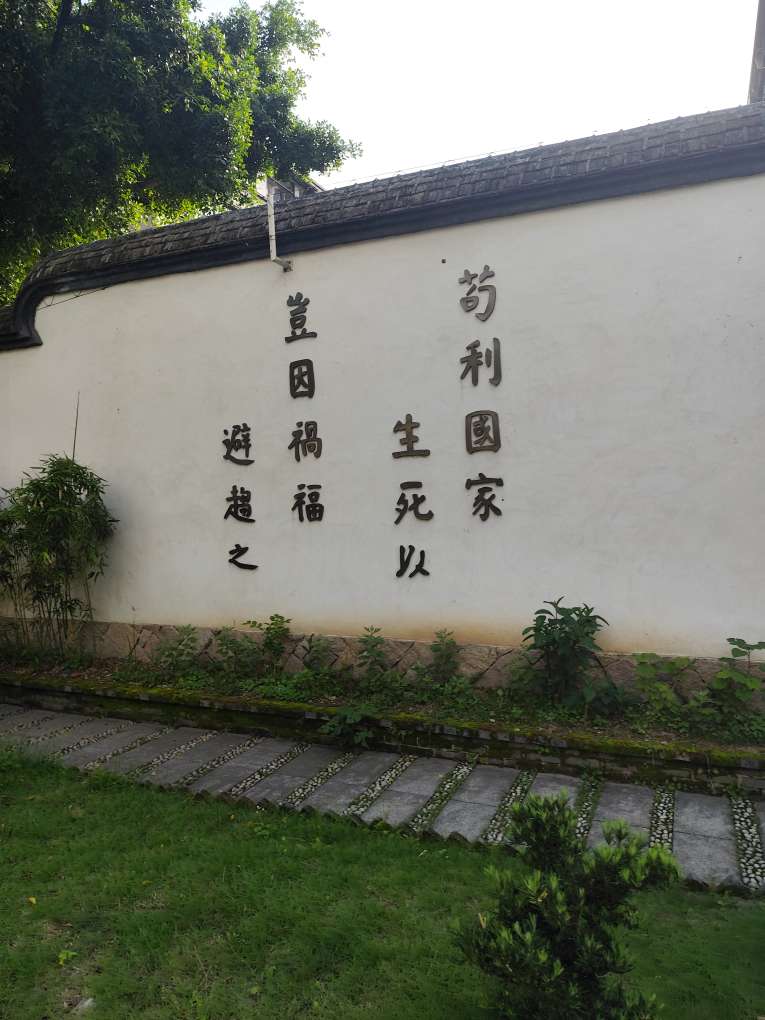 苟利國家
生死以
豈因禍福
避趨之